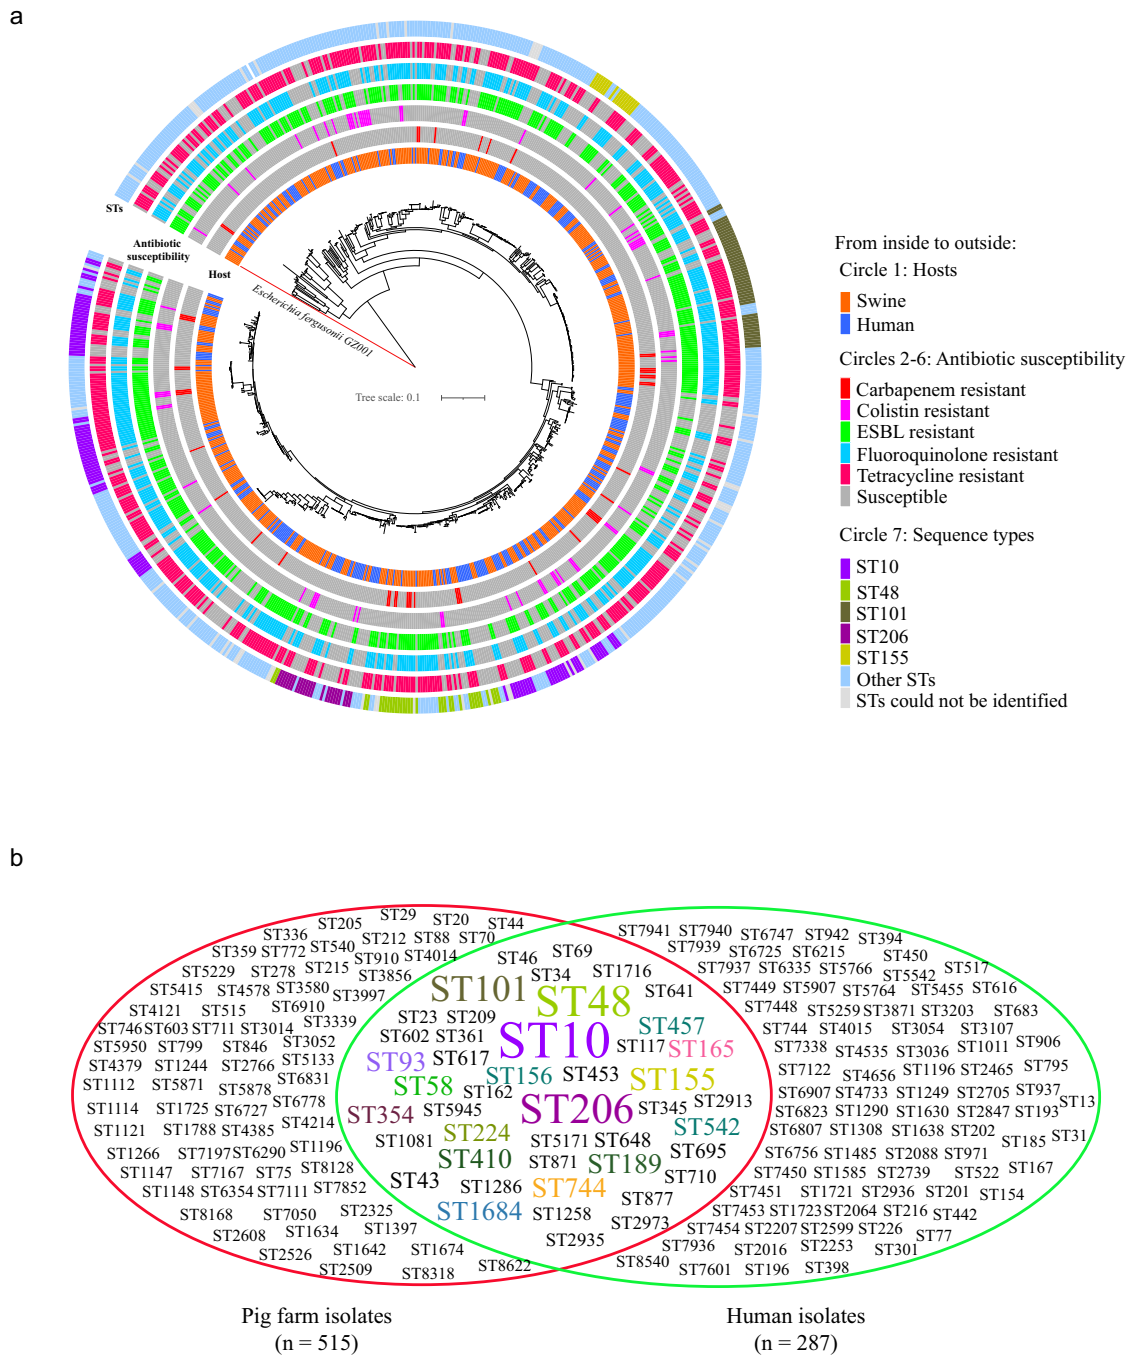 a
STs
Antibiotic
susceptibility
Host
Escherichia fergusonii GZ001
Tree scale: 0.1
From inside to outside:
Circle 1: Hosts
Swine
Human
Circles 2-6: Antibiotic susceptibility
Carbapenem resistant
Colistin resistant
ESBL resistant
Fluoroquinolone resistant
Tetracycline resistant
Susceptible
Circle 7: Sequence types
ST10
ST48
ST101
ST206
ST155
Other STs
STs could not be identified
b
ST336 ST205 ST29 ST20 ST44
ST359 ST772 ST540 ST212 ST88 ST70
ST910 ST4014
ST5229 ST278 ST215 ST3856
ST5415 ST4578 ST3580 ST3997
ST4121 ST515 ST6910
ST746 ST603 ST711 ST3014 ST3339
ST5950 ST799 ST846 ST3052
ST4379 ST1244 ST2766 ST5133
ST1112 ST5871 ST5878 ST6831
ST1114 ST1725 ST6727 ST6778
ST1121 ST1788 ST4385 ST4214
ST1266 ST7197 ST6290 ST1196
ST1147 ST7167 ST75 ST8128
ST1148 ST6354 ST7111 ST7852
ST8168 ST7050 ST2325
ST2608 ST1634 ST1397
ST2526 ST1642 ST1674
ST2509 ST8318 ST8622
ST46 ST69
ST34 ST1716
ST101 ST48 ST641
ST23 ST209
ST602 ST361 ST10 ST457
ST93 ST617 ST117 ST165
ST58 ST156 ST453 ST155
ST162
ST354 ST5945 ST206 ST345 ST2913
ST1081 ST224 ST5171 ST648 ST542
ST410 ST871 ST189 ST695
ST43 ST1286 ST744 ST710
ST877
ST1684 ST1258 ST2973
ST2935
ST7941 ST7940 ST6747 ST942 ST394
ST7939 ST6725 ST6215 ST450
ST7937 ST6335 ST5766 ST5542 ST517
ST7449 ST5907 ST5764 ST5455 ST616
ST7448 ST5259 ST3871 ST3203 ST683
ST744 ST4015 ST3054 ST3107
ST7338 ST4535 ST3036 ST1011 ST906
ST7122 ST4656 ST1196 ST2465 ST795
ST6907 ST4733 ST1249 ST2705 ST937 ST13
ST6823 ST1290 ST1630 ST2847 ST193
ST6807 ST1308 ST1638 ST202 ST185 ST31
ST6756 ST1485 ST2088 ST971
ST7450 ST1585 ST2739 ST522 ST167
ST7451 ST1721 ST2936 ST201 ST154
ST7453 ST1723 ST2064 ST216 ST442
ST7454 ST2207 ST2599 ST226 ST77
ST7936 ST2016 ST2253 ST301
ST8540 ST7601 ST196 ST398
Pig farm isolates
(n = 515)
Human isolates
(n = 287)